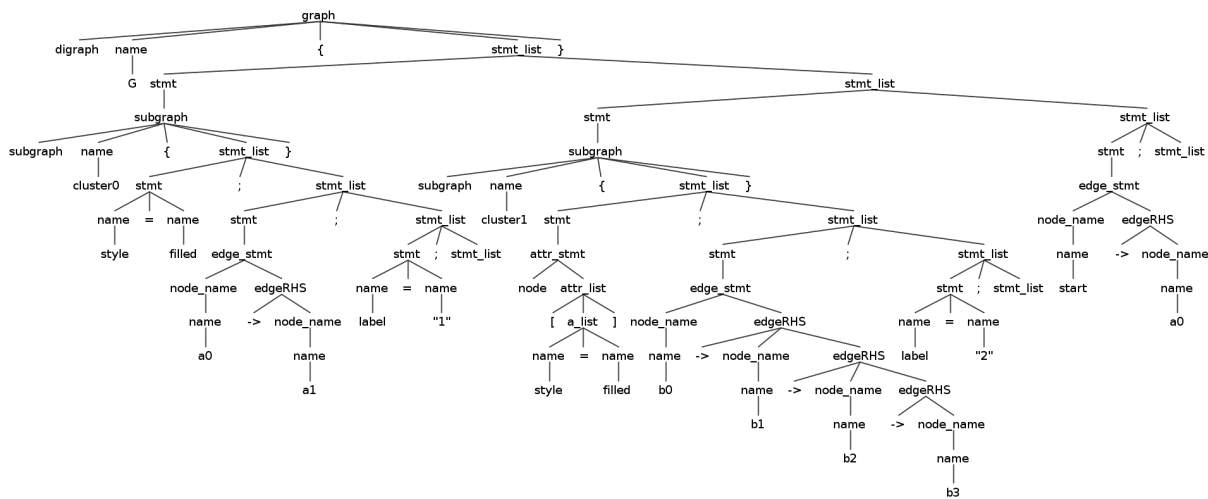 graph
digraph name { stmt_list }
G stmt stmt_list
subgraph stmt stmt_list
subgraph name { stmt_list } subgraph stmt ; stmt_list
cluster0 stmt ; stmt_list subgraph name { stmt_list } edge_stmt
name = name stmt ; stmt_list cluster1 stmt ; stmt_list node_name edgeRHS
style filled edge_stmt stmt ; stmt_list attr_stmt stmt ; stmt_list name -> node_name
node_name edgeRHS name = name node attr_list edge_stmt stmt ; stmt_list start name
name -> node_name label "1" [ a_list ] node_name edgeRHS name = name a0
a0 name name = name name -> node_name edgeRHS label "2"
a1 style filled b0 name -> node_name edgeRHS
b1 name -> node_name
b2 name
b3